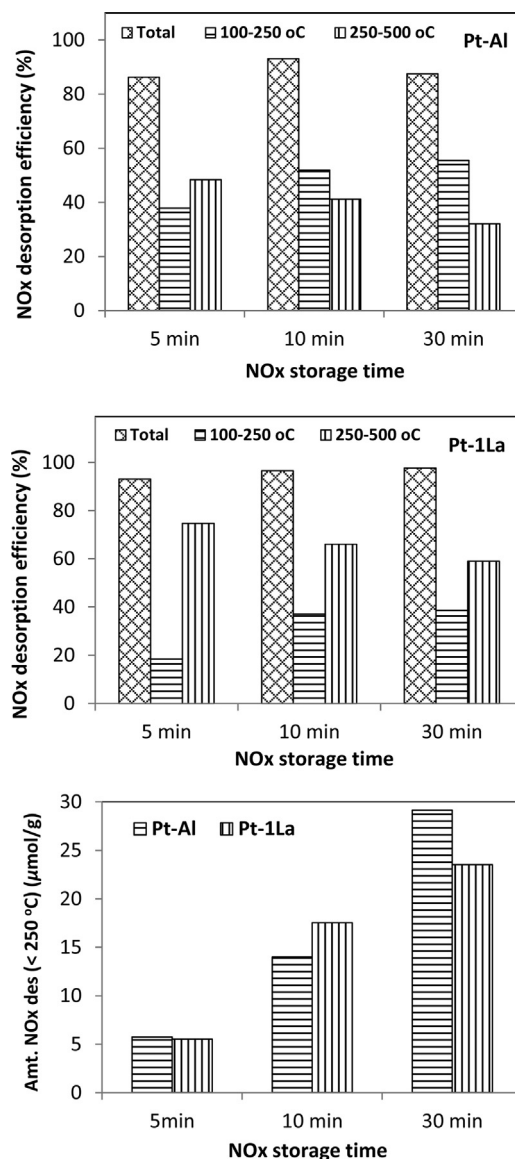 Total 100-250 oC 250-500 oC Pt-Al
NOx desorption efficiency (%)
100
80
60
40
20
0
5 min 10 min 30 min
NOx storage time
Total 100-250 oC 250-500 oC Pt-1La
NOx desorption efficiency (%)
100
80
60
40
20
0
5 min 10 min 30 min
NOx storage time
Pt-Al Pt-1La
Amt. NOx des (< 250 °C) (µmol/g)
30
25
20
15
10
5
0
5min 10 min 30 min
NOx storage time